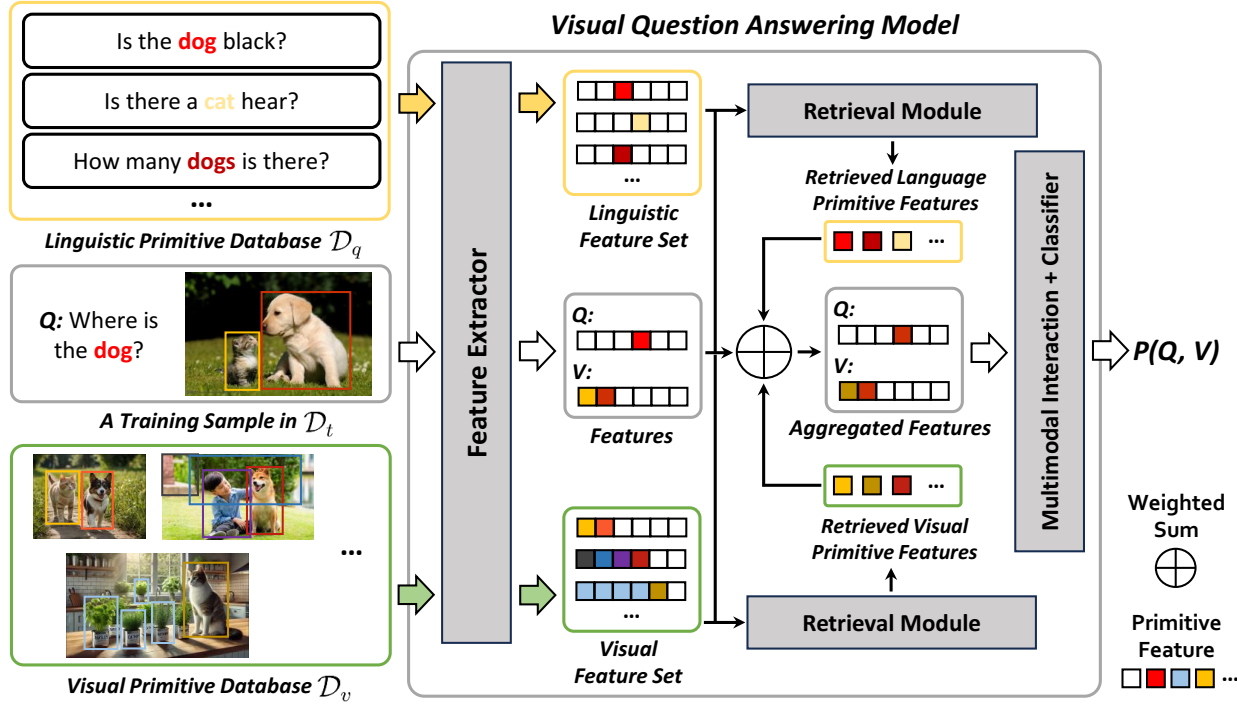 Visual Question Answering Model
Is the dog black?
Is there a cat hear?
How many dogs is there?
...
Linguistic Primitive Database 𝒟q
Q: Where is
the dog?
A Training Sample in 𝒟t
...
Visual Primitive Database 𝒟v
Feature Extractor
...
Linguistic
Feature Set
Q:
V:
Features
...
Visual
Feature Set
Retrieval Module
Retrieved Language
Primitive Features
...
Q:
V:
Aggregated Features
...
Retrieved Visual
Primitive Features
Retrieval Module
Multimodal Interaction + Classifier
P(Q, V)
Weighted
Sum
Primitive
Feature
...